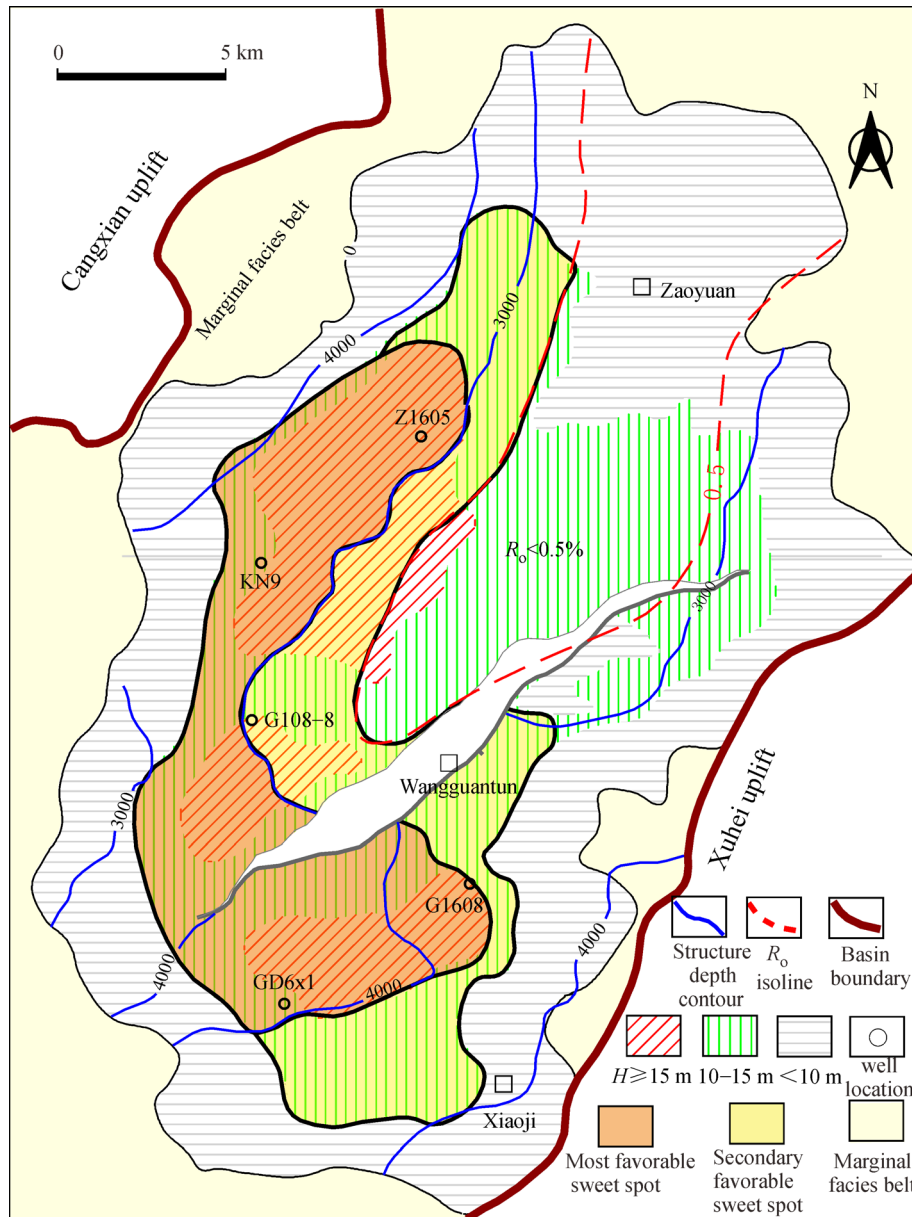 0 5 km
N
Cangxian uplift
Marginal facies belt
0
4000
3000
Zaoyuan
Z1605
0.5
Rₒ<0.5%
KN9
3000
G108−8
Wangguantun
3000
Xuhei uplift
G1608
4000
4000
GD6x1
4000
Xiaoji
Structure depth contour
Rₒ isoline
Basin boundary
H≥15 m 10−15 m <10 m
well location
Most favorable sweet spot
Secondary favorable sweet spot
Marginal facies belt